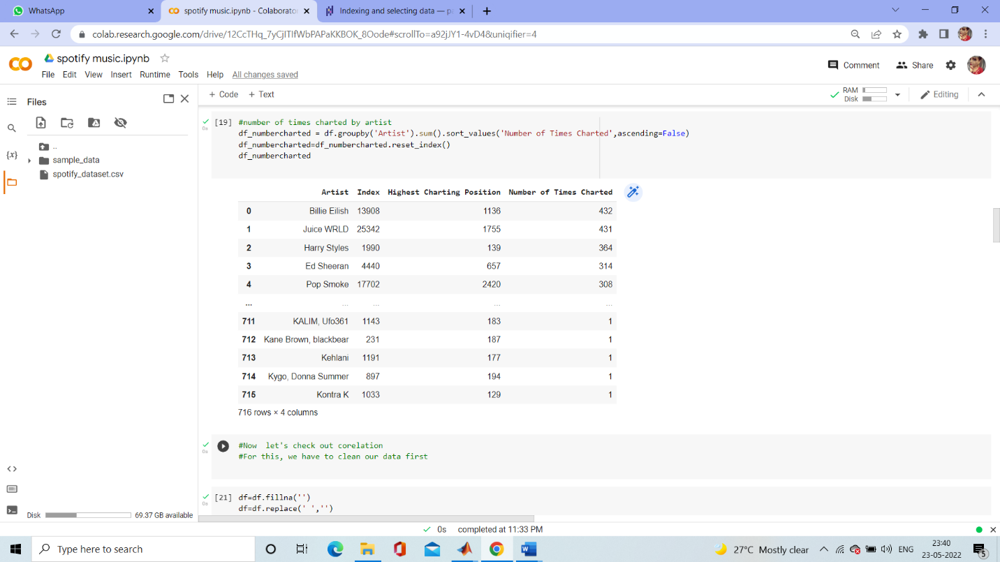 WhatsApp
spotify music.ipynb - Colaborator
Indexing and selecting data — pa
colab.research.google.com/drive/12CcTHq_7yCjITIfWbPAPaKKBOK_8Oode#scrollTo=a92jJY1-4vD4&uniqifier=4
spotify music.ipynb
File Edit View Insert Runtime Tools Help All changes saved
Comment Share
Files
+ Code + Text
RAM
Disk
Editing
..
sample_data
spotify_dataset.csv
{x}
[19] #number of times charted by artist
df_numbercharted = df.groupby('Artist').sum().sort_values('Number of Times Charted',ascending=False)
df_numbercharted=df_numbercharted.reset_index()
df_numbercharted
0s
Artist Index Highest Charting Position Number of Times Charted
0 Billie Eilish 13908 1136 432
1 Juice WRLD 25342 1755 431
2 Harry Styles 1990 139 364
3 Ed Sheeran 4440 657 314
4 Pop Smoke 17702 2420 308
... ... ... ... ...
711 KALIM, Ufo361 1143 183 1
712 Kane Brown, blackbear 231 187 1
713 Kehlani 1191 177 1
714 Kygo, Donna Summer 897 194 1
715 Kontra K 1033 129 1
716 rows × 4 columns
#Now  let's check out corelation
0s
#For this, we have to clean our data first
[21] df=df.fillna('')
0s
df=df.replace(' ','')
Disk 69.37 GB available
0s completed at 11:33 PM
Type here to search
27°C Mostly clear
ENG
23:40
23-05-2022
5